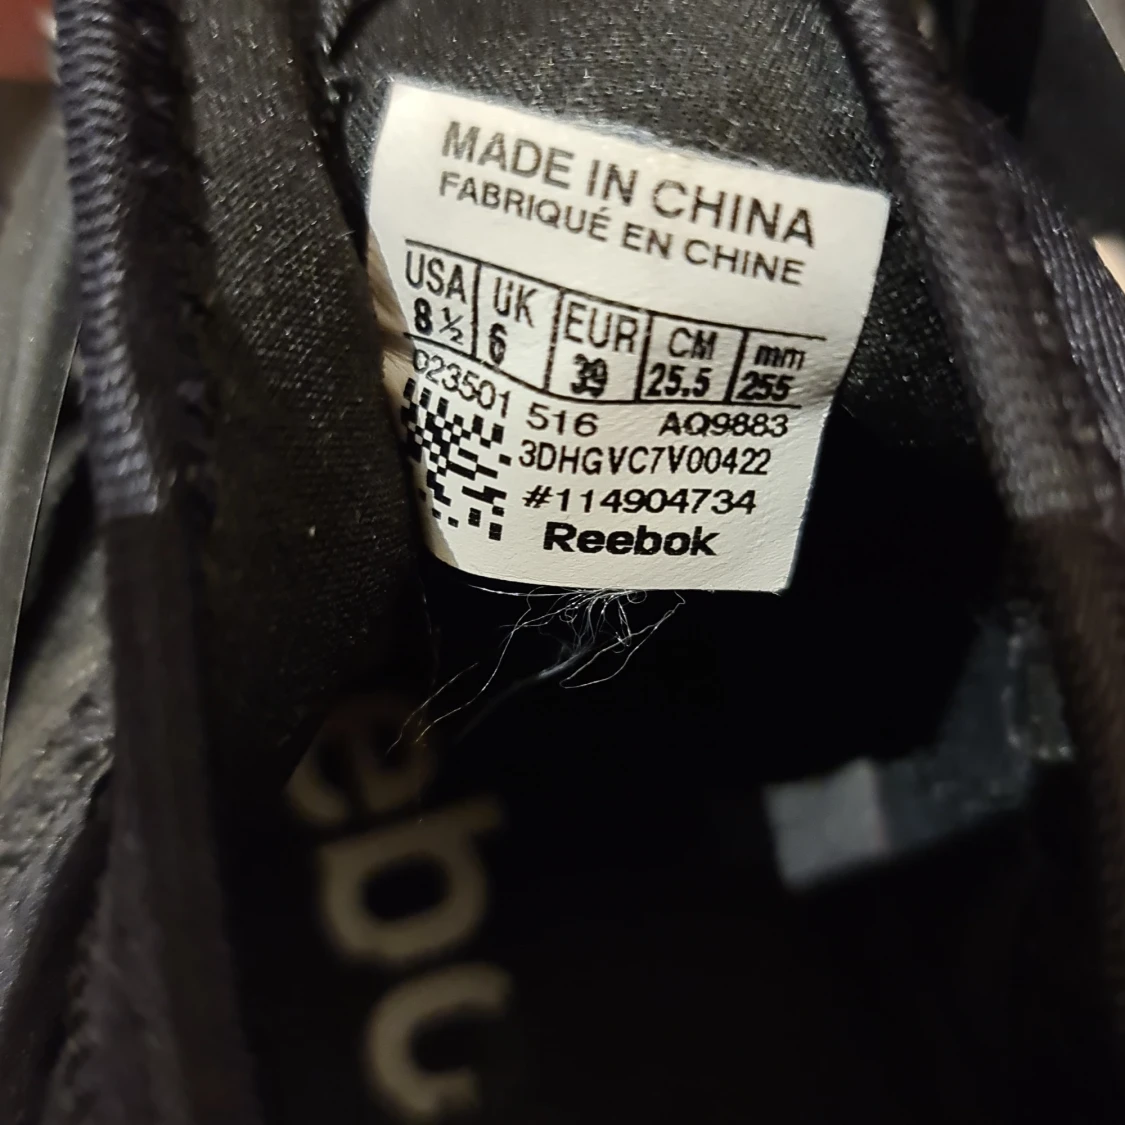 MADE IN CHINA
FABRIQUÉ EN CHINE
USA UK EUR CM mm
8½ 6 39 25.5 255
023501 516 AQ9883
3DHGVC7V00422
#114904734
Reebok